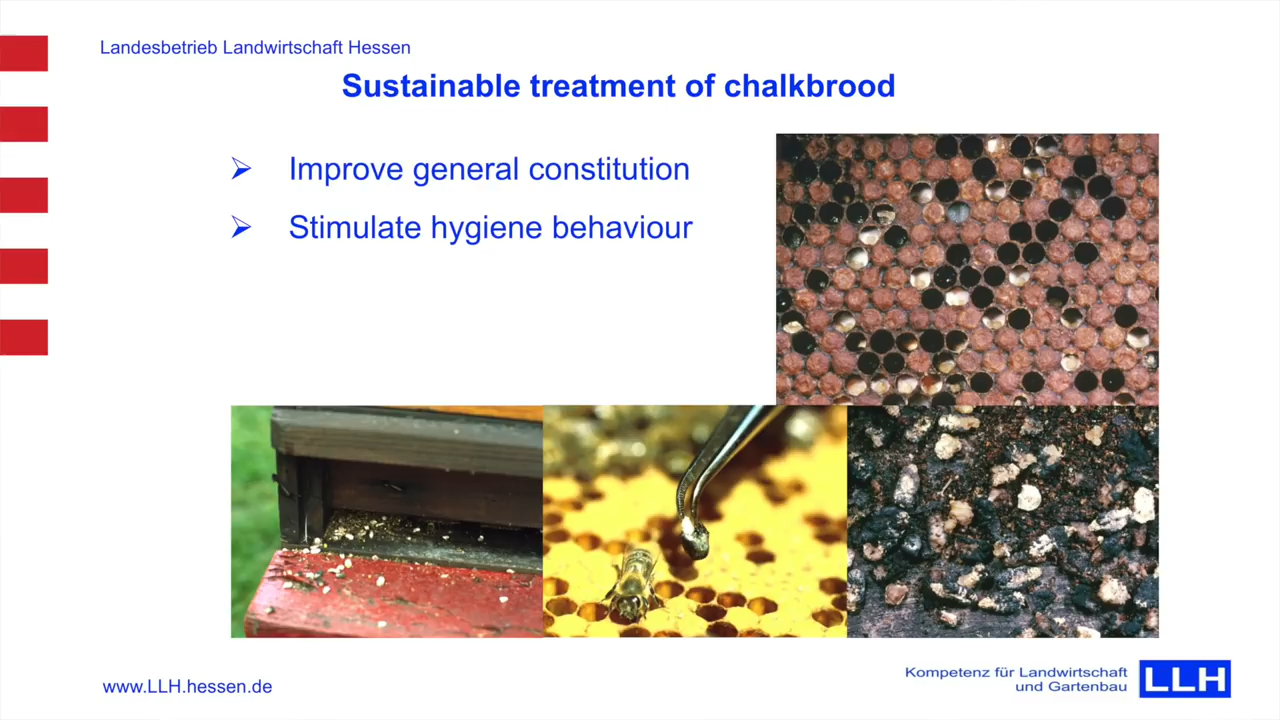 Landesbetrieb Landwirtschaft Hessen
Sustainable treatment of chalkbrood
Improve general constitution
Stimulate hygiene behaviour
www.LLH.hessen.de
Kompetenz für Landwirtschaft
und Gartenbau
LLH